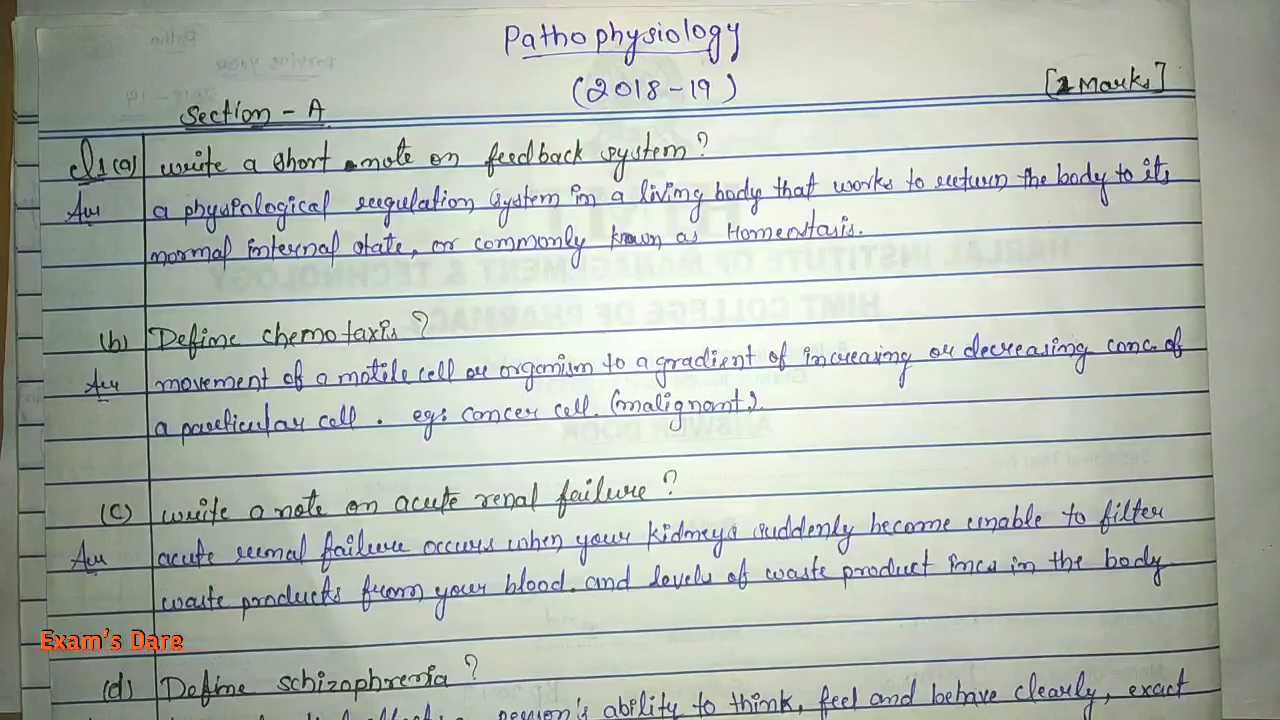 Pathophysiology
(2018-19)
[2 Marks]
Section - A
Q1(a) write a short note on feedback system?
Ans a physiological regulation system in a living body that works to return the body to its
normal internal state, or commonly known as Homeostasis.
(b) Define chemotaxis?
Ans movement of a motile cell or organism to a gradient of increasing or decreasing conc. of
a particular cell. eg: cancer cell. (malignant).
(c) write a note on acute renal failure?
Ans acute rennal failure occurs when your kidneys suddenly become unable to filter
waste products from your blood. and levels of waste product incs in the body
Exam's Dare
(d) Define schizophrenia?
person's ability to think, feel and behave clearly, exact